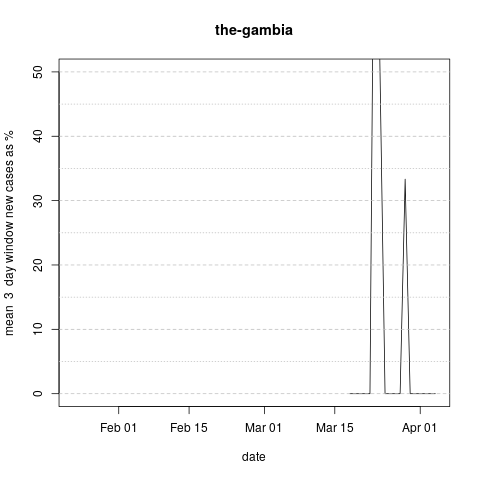 the-gambia
mean 3 day window new cases as %
50
40
30
20
10
0
Feb 01
Feb 15
Mar 01
Mar 15
Apr 01
date